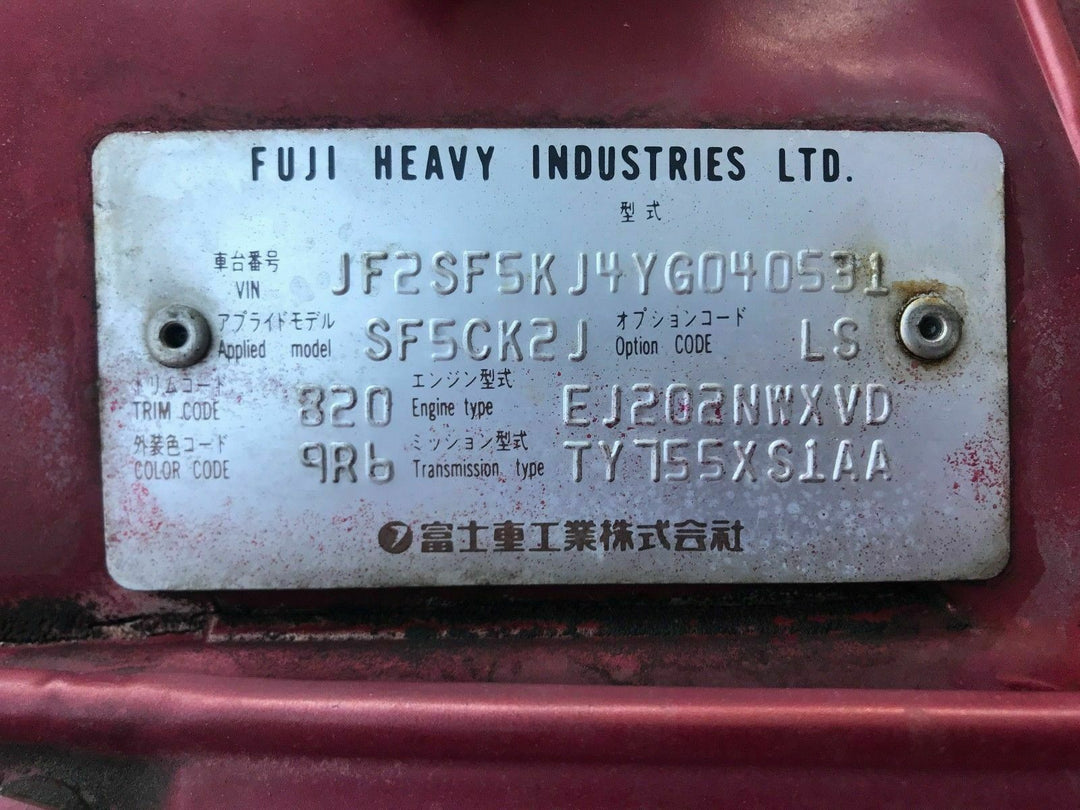 FUJI HEAVY INDUSTRIES LTD.
型式
車台番号
VIN JF2SF5KJ4YG040531
アプライドモデル
Applied model SF5CK2J オプションコード
Option CODE LS
トリムコード
TRIM CODE 820 エンジン型式
Engine type EJ202NWXVD
外装色コード
COLOR CODE 9R6 ミッション型式
Transmission type TY755XS1AA
富士重工業株式会社